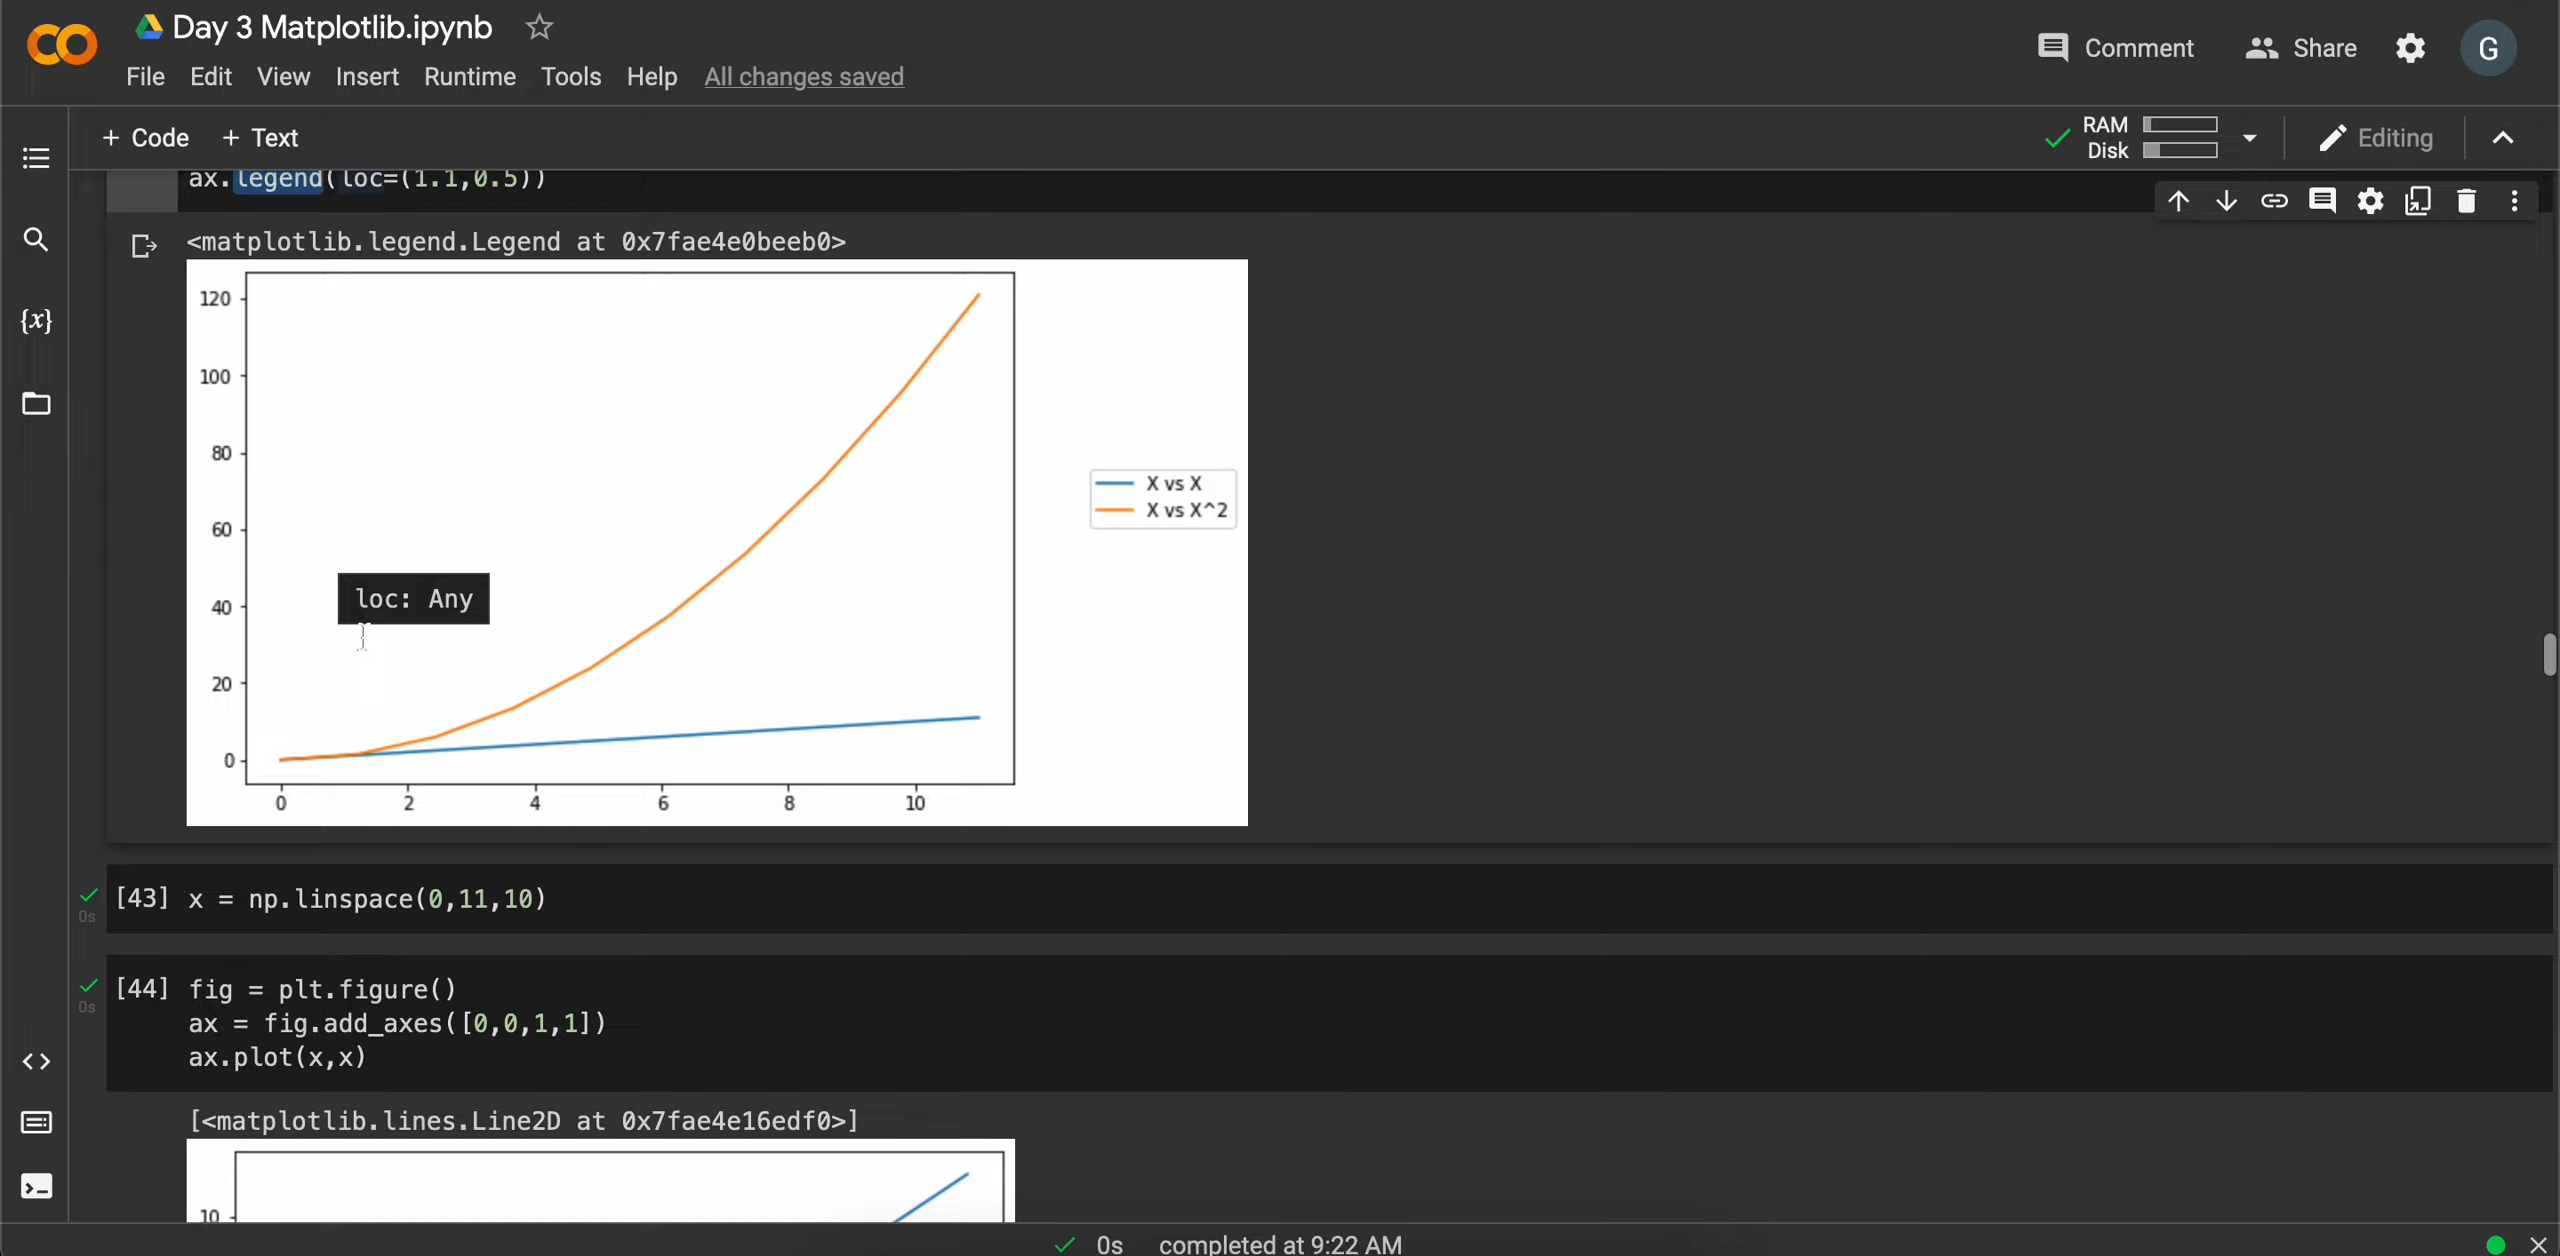 Day 3 Matplotlib.ipynb
Comment
Share
G
File Edit View Insert Runtime Tools Help All changes saved
+ Code + Text
RAM
Disk
Editing
ax.legend(loc=(1.1,0.5))
<matplotlib.legend.Legend at 0x7fae4e0beeb0>
120
100
80
60
40
20
0
0 2 4 6 8 10
X vs X
X vs X^2
loc: Any
{x}
[43] x = np.linspace(0,11,10)
0s
[44] fig = plt.figure()
0s
ax = fig.add_axes([0,0,1,1])
ax.plot(x,x)
[<matplotlib.lines.Line2D at 0x7fae4e16edf0>]
10
0s completed at 9:22 AM